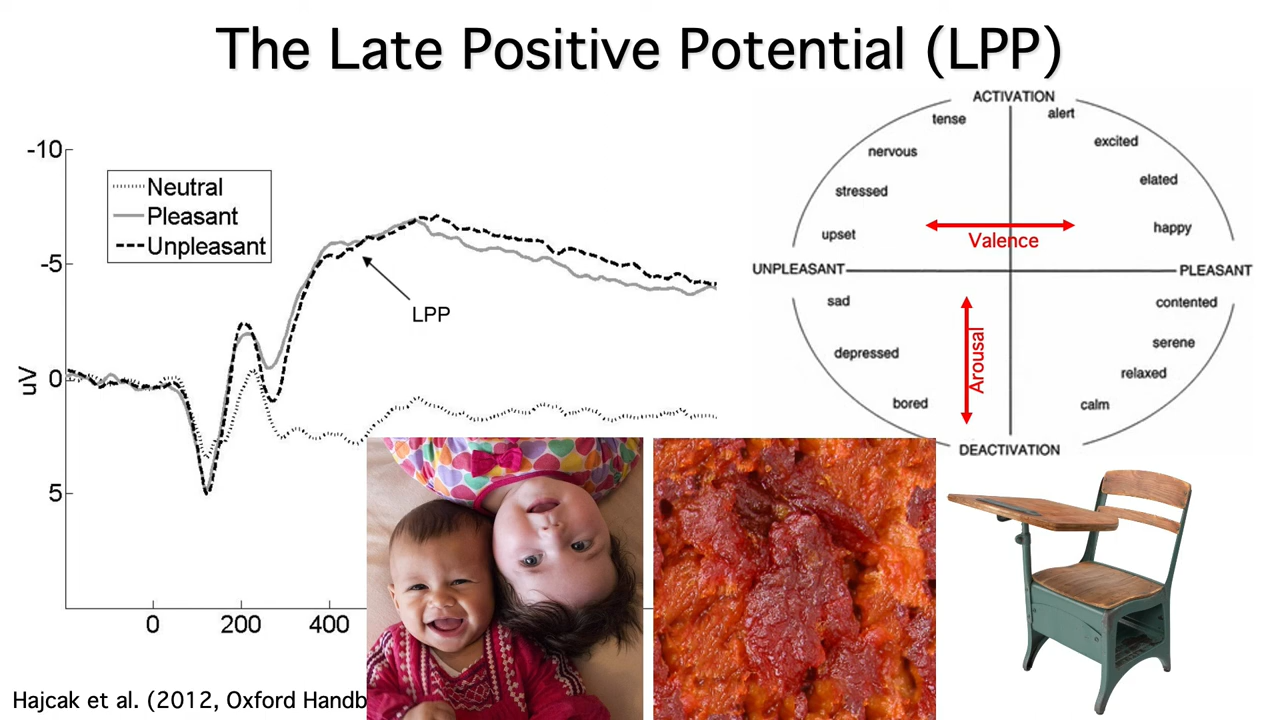 The Late Positive Potential (LPP)
-10
-5
0
5
uV
Neutral
Pleasant
Unpleasant
LPP
0
200
400
ACTIVATION
tense
alert
nervous
excited
stressed
elated
upset
happy
Valence
UNPLEASANT
PLEASANT
sad
contented
Arousal
depressed
serene
relaxed
bored
calm
DEACTIVATION
Hajcak et al. (2012, Oxford Handb